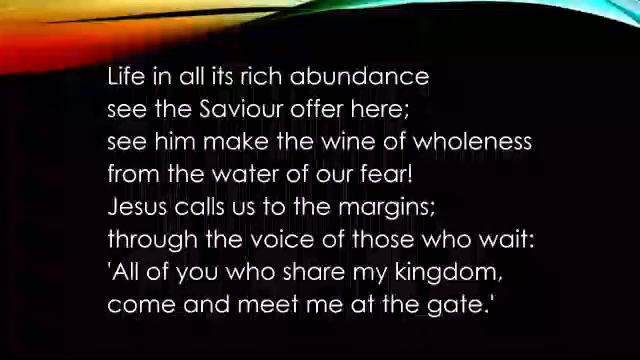 Life in all its rich abundance
see the Saviour offer here;
see him make the wine of wholeness
from the water of our fear!
Jesus calls us to the margins;
through the voice of those who wait:
'All of you who share my kingdom,
come and meet me at the gate.'